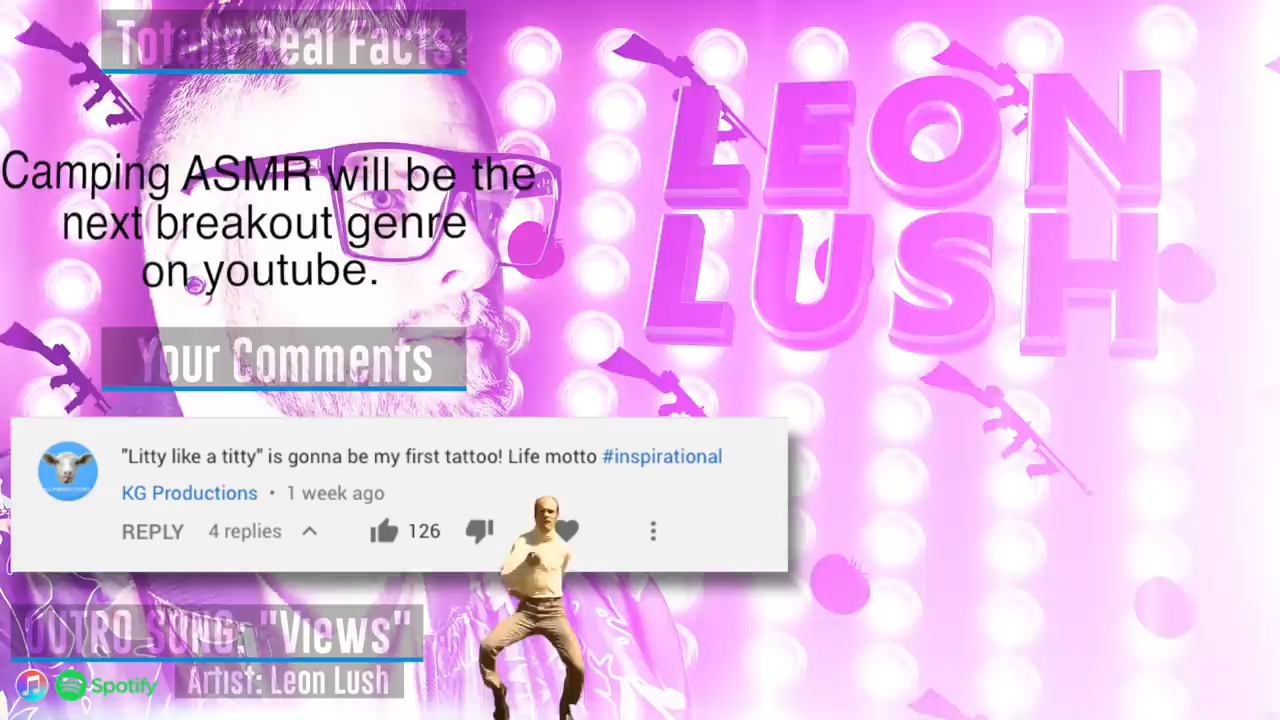 Totally Real Facts
LEON
LUSH
Camping ASMR will be the
next breakout genre
on youtube.
Your Comments
"Litty like a titty" is gonna be my first tattoo! Life motto #inspirational
KG Productions • 1 week ago
REPLY 4 replies 126
OUTRO SONG: "Views"
Artist: Leon Lush
Spotify